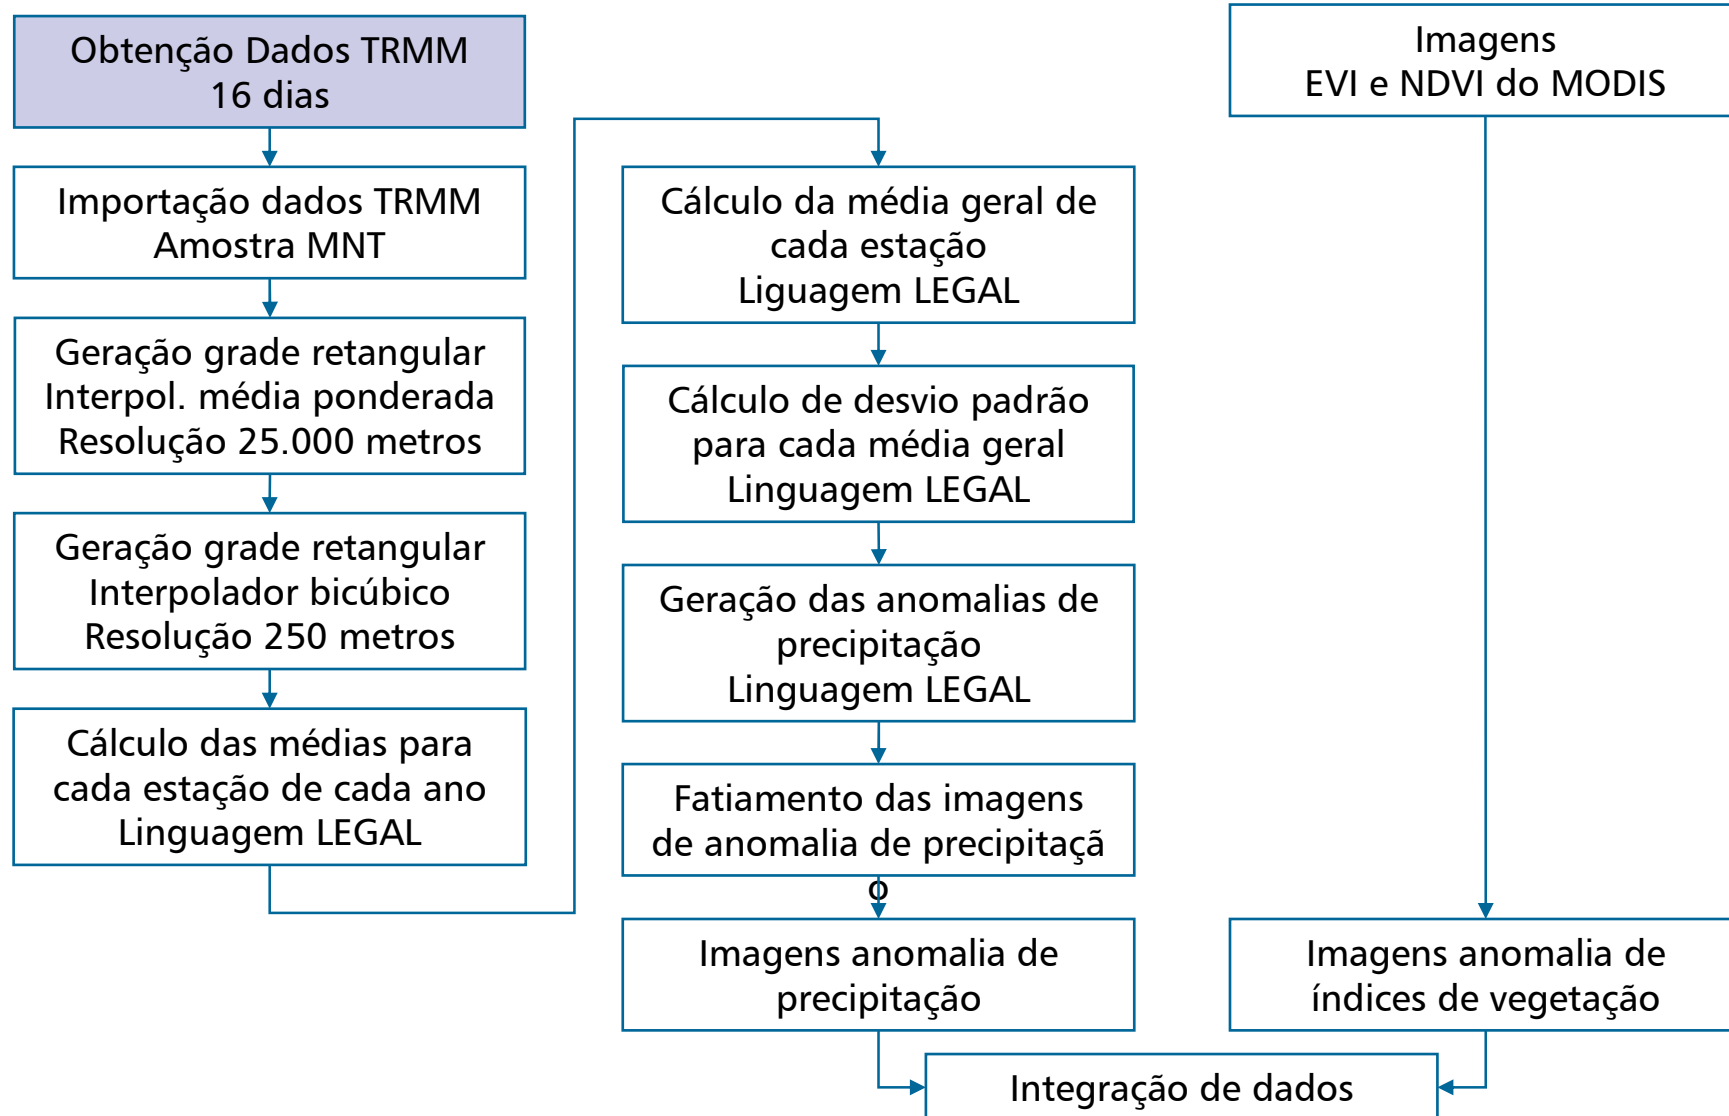 Obtenção Dados TRMM
16 dias
Importação dados TRMM
Amostra MNT
Geração grade retangular
Interpol. média ponderada
Resolução 25.000 metros
Geração grade retangular
Interpolador bicúbico
Resolução 250 metros
Cálculo das médias para
cada estação de cada ano
Linguagem LEGAL
Cálculo da média geral de
cada estação
Liguagem LEGAL
Cálculo de desvio padrão
para cada média geral
Linguagem LEGAL
Geração das anomalias de
precipitação
Linguagem LEGAL
Fatiamento das imagens
de anomalia de precipitaçã
o
Imagens anomalia de
precipitação
Imagens
EVI e NDVI do MODIS
Imagens anomalia de
índices de vegetação
Integração de dados